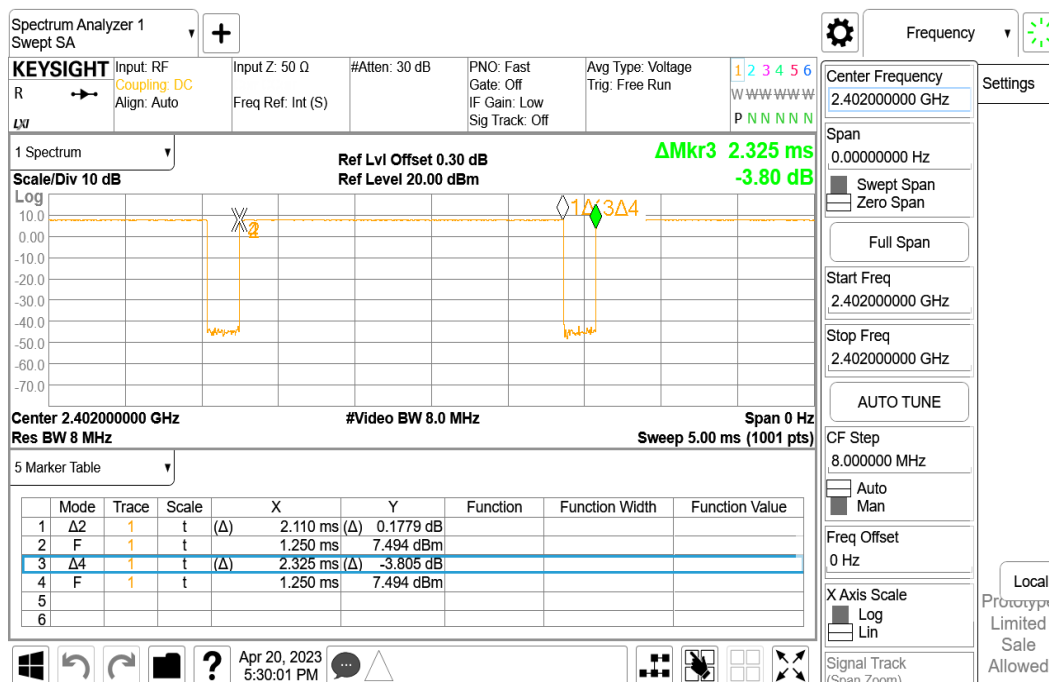 Spectrum Analyzer 1
Swept SA
+
Frequency
KEYSIGHT
R
LXI
Input: RF
Coupling: DC
Align: Auto
Input Z: 50 Ω
Freq Ref: Int (S)
#Atten: 30 dB
PNO: Fast
Gate: Off
IF Gain: Low
Sig Track: Off
Avg Type: Voltage
Trig: Free Run
1 2 3 4 5 6
W W W W W W
P N N N N N
1 Spectrum
Scale/Div 10 dB
Ref Lvl Offset 0.30 dB
Ref Level 20.00 dBm
ΔMkr3 2.325 ms
-3.80 dB
Log
10.0
0.00
-10.0
-20.0
-30.0
-40.0
-50.0
-60.0
-70.0
3Δ4
Center 2.402000000 GHz
#Video BW 8.0 MHz
Span 0 Hz
Res BW 8 MHz
Sweep 5.00 ms (1001 pts)
5 Marker Table
Mode Trace Scale X Y Function Function Width Function Value
1 Δ2 1 t (Δ) 2.110 ms (Δ) 0.1779 dB
2 F 1 t 1.250 ms 7.494 dBm
3 Δ4 1 t (Δ) 2.325 ms (Δ) -3.805 dB
4 F 1 t 1.250 ms 7.494 dBm
5
6
?
Apr 20, 2023
5:30:01 PM
Center Frequency
2.402000000 GHz
Settings
Span
0.00000000 Hz
Swept Span
Zero Span
Full Span
Start Freq
2.402000000 GHz
Stop Freq
2.402000000 GHz
AUTO TUNE
CF Step
8.000000 MHz
Auto
Man
Freq Offset
0 Hz
X Axis Scale
Log
Lin
Signal Track
(Span Zoom)
Local
Prototype
Limited
Sale
Allowed